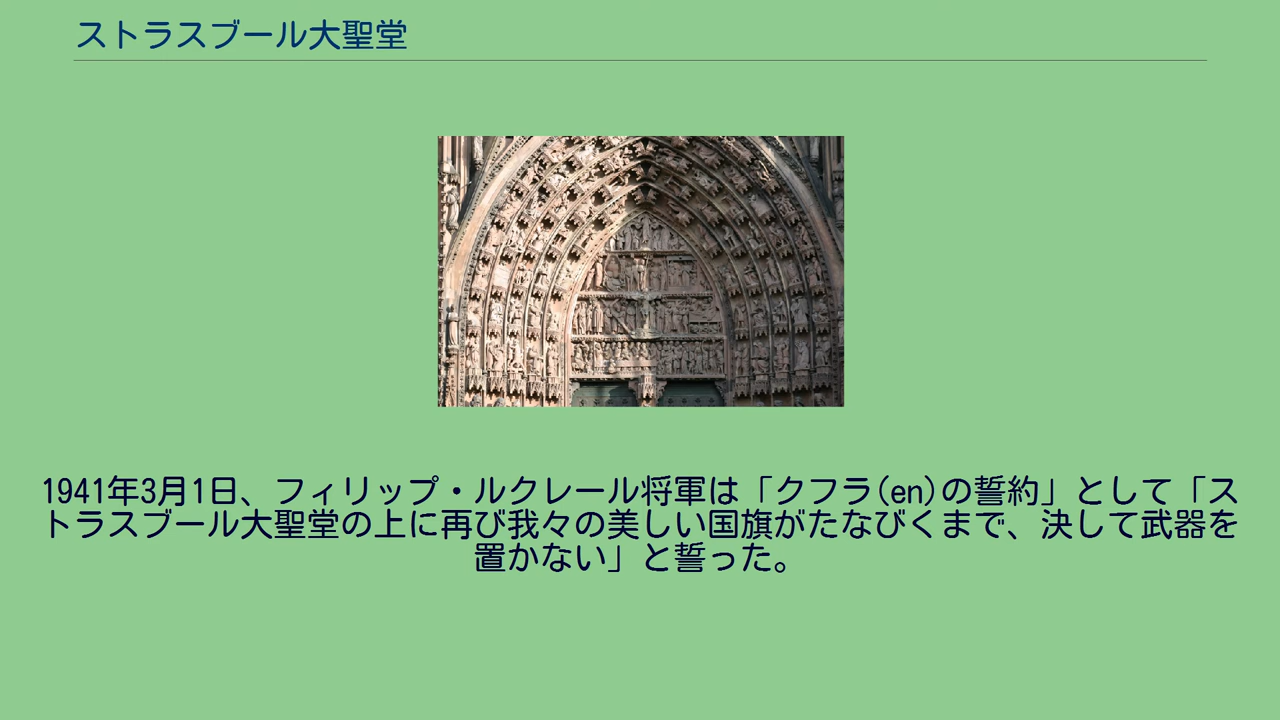 ストラスブール大聖堂
1941年3月1日、フィリップ・ルクレール将軍は「クフラ(en)の誓約」として「ス
トラスブール大聖堂の上に再び我々の美しい国旗がたなびくまで、決して武器を
置かない」と誓った。